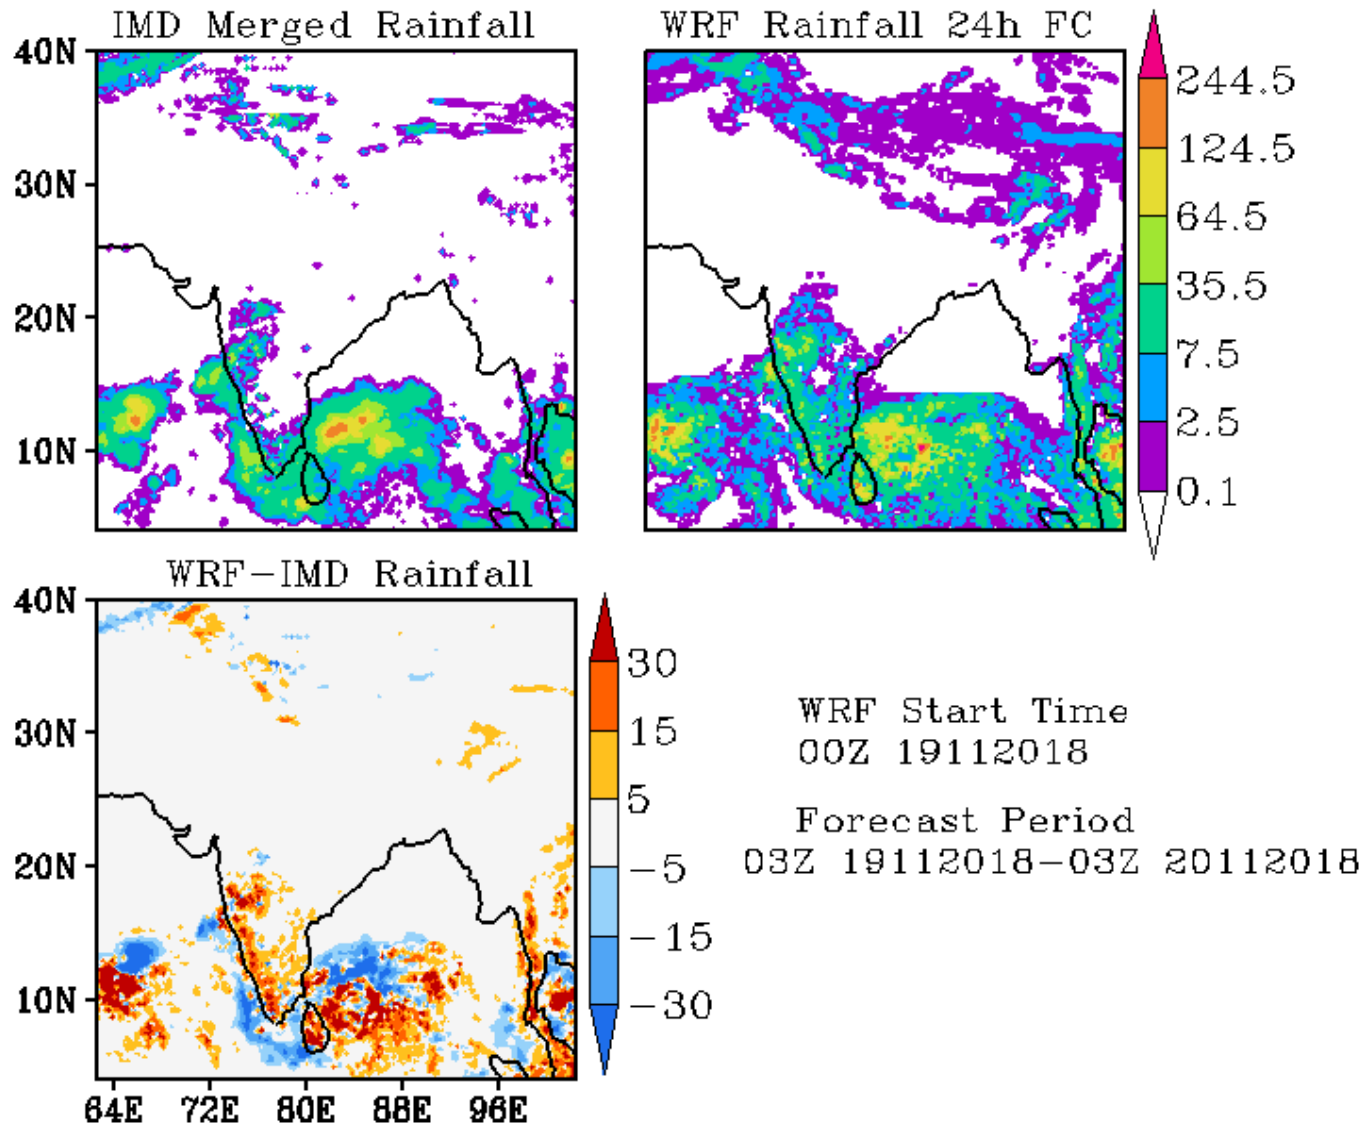 IMD Merged Rainfall
WRF Rainfall 24h FC
40N
30N
20N
10N
244.5
124.5
64.5
35.5
7.5
2.5
0.1
WRF-IMD Rainfall
40N
30N
20N
10N
64E 72E 80E 88E 96E
30
15
5
-5
-15
-30
WRF Start Time
00Z 19112018
Forecast Period
03Z 19112018-03Z 20112018